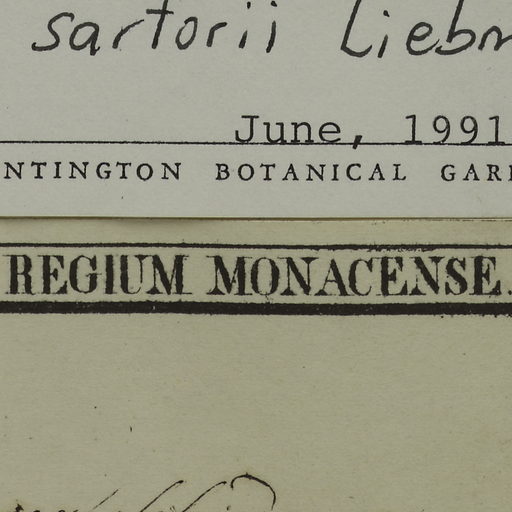 sartorii Liebm
June, 1991
NTINGTON BOTANICAL GAR
REGIUM MONACENSE.